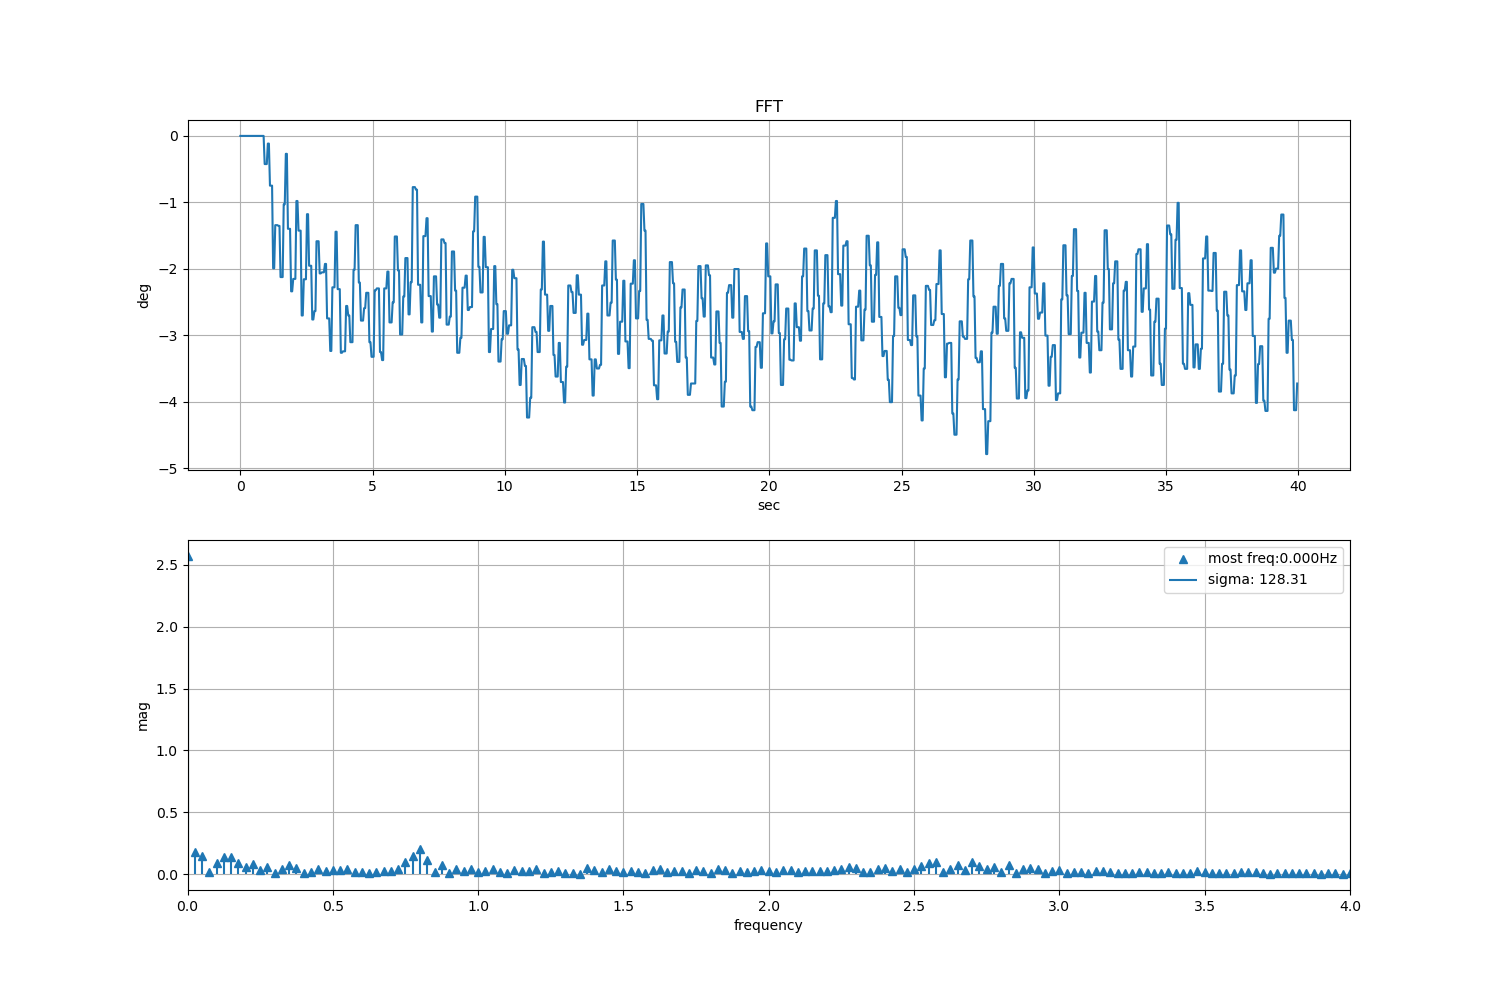 FFT
0
−1
−2
−3
−4
−5
deg
0 5 10 15 20 25 30 35 40
sec
most freq:0.000Hz
sigma: 128.31
2.5
2.0
1.5
1.0
0.5
0.0
mag
0.0 0.5 1.0 1.5 2.0 2.5 3.0 3.5 4.0
frequency